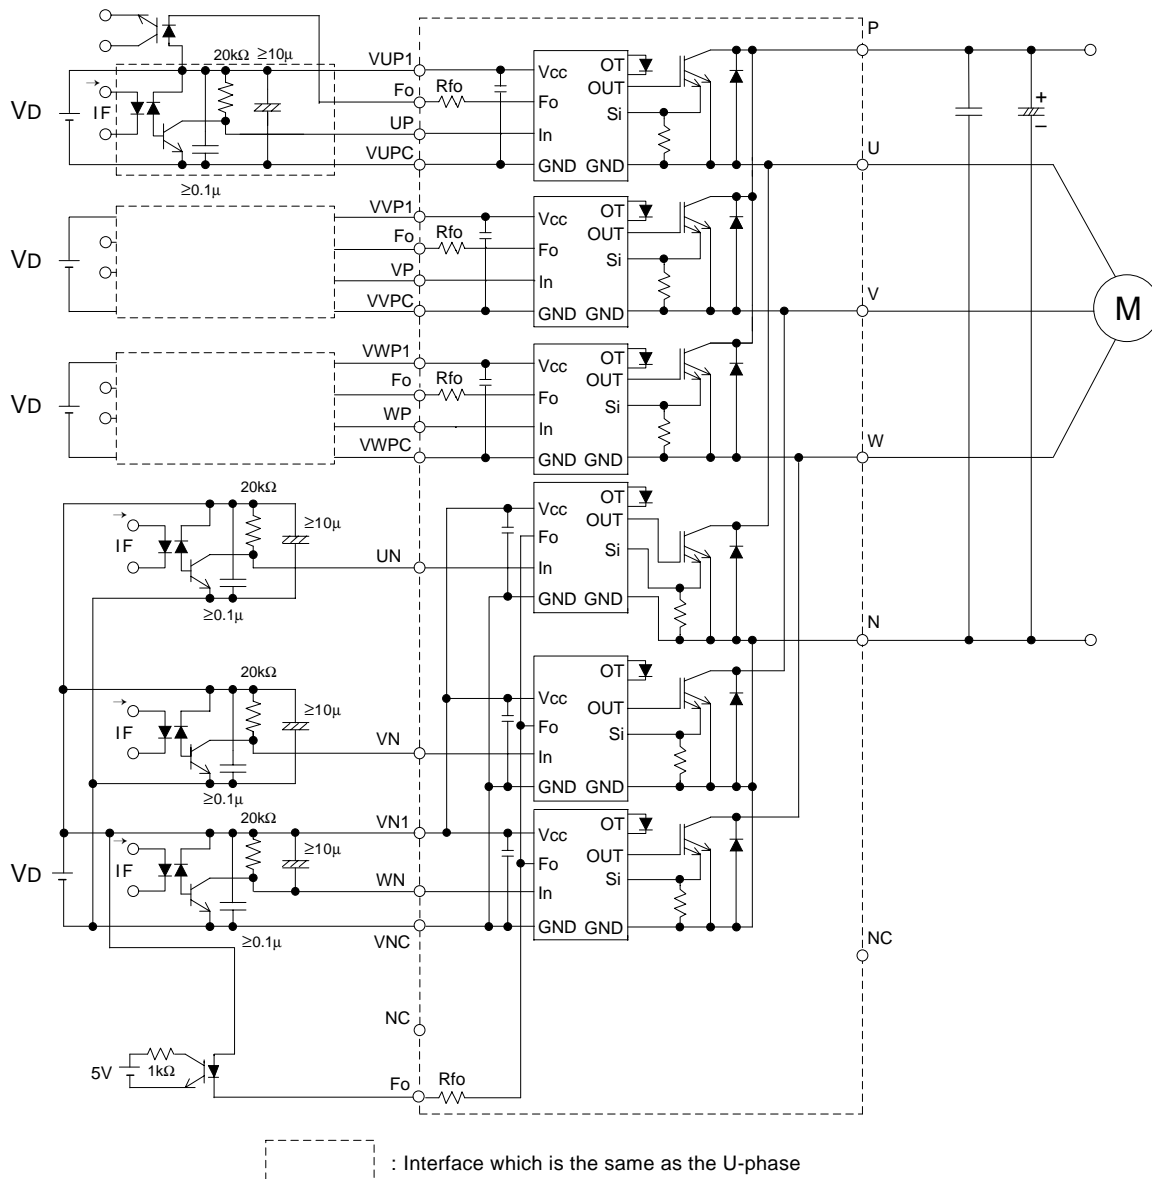 P
20kΩ ≥10μ
VUP1
Fo
UP
VUPC
Rfo
VD
IF
≥0.1μ
Vcc
Fo
In
GND GND
OT
OUT
Si
U
VVP1
Fo
VP
VVPC
Rfo
VD
Vcc
Fo
In
GND GND
OT
OUT
Si
V
M
VWP1
Fo
WP
VWPC
Rfo
VD
Vcc
Fo
In
GND GND
OT
OUT
Si
W
20kΩ
≥10μ
IF
≥0.1μ
UN
Vcc
Fo
In
GND GND
OT
OUT
Si
N
+
–
20kΩ
≥10μ
IF
≥0.1μ
VN
Vcc
Fo
In
GND GND
OT
OUT
Si
20kΩ
≥10μ
VN1
VD
IF
WN
≥0.1μ
VNC
Vcc
Fo
In
GND GND
OT
OUT
Si
NC
NC
5V
1kΩ
Fo
Rfo
: Interface which is the same as the U-phase